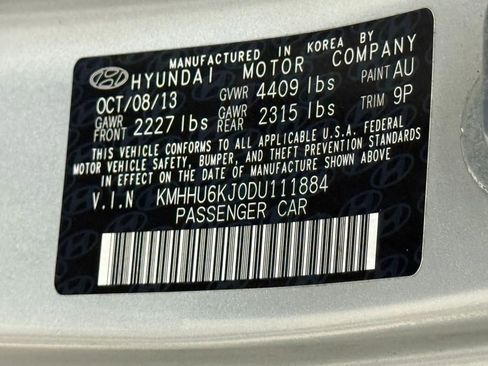 MANUFACTURED IN KOREA BY
HYUNDAI MOTOR COMPANY
OCT/08/13 GVWR 4409 lbs PAINT AU
GAWR FRONT 2227 lbs GAWR REAR 2315 lbs TRIM 9P
THIS VEHICLE CONFORMS TO ALL APPLICABLE U.S.A. FEDERAL
MOTOR VEHICLE SAFETY, BUMPER, AND THEFT PREVENTION STANDARDS
IN EFFECT ON THE DATE OF MANUFACTURE SHOWN ABOVE.
V.I.N KMHHU6KJ0DU111884
PASSENGER CAR